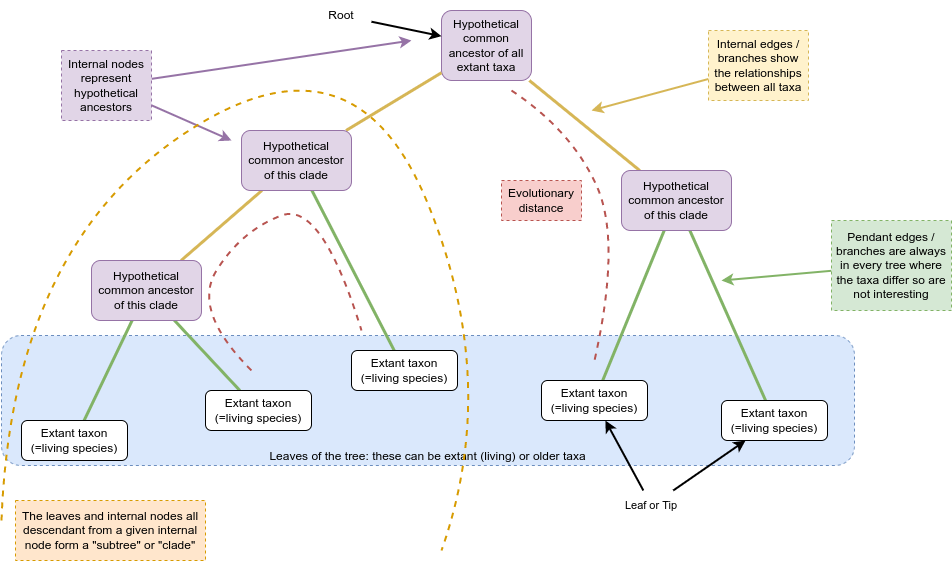 Root
Hypothetical
common
ancestor of all
extant taxa
Internal nodes
represent
hypothetical
ancestors
Internal edges /
branches show
the relationships
between all taxa
Hypothetical
common ancestor
of this clade
Evolutionary
distance
Hypothetical
common ancestor
of this clade
Pendant edges /
branches are always
in every tree where
the taxa differ so are
not interesting
Hypothetical
common ancestor
of this clade
Extant taxon
(=living species)
Extant taxon
(=living species)
Extant taxon
(=living species)
Extant taxon
(=living species)
Extant taxon
(=living species)
Leaves of the tree: these can be extant (living) or older taxa
Leaf or Tip
The leaves and internal nodes all
descendant from a given internal
node form a "subtree" or "clade"